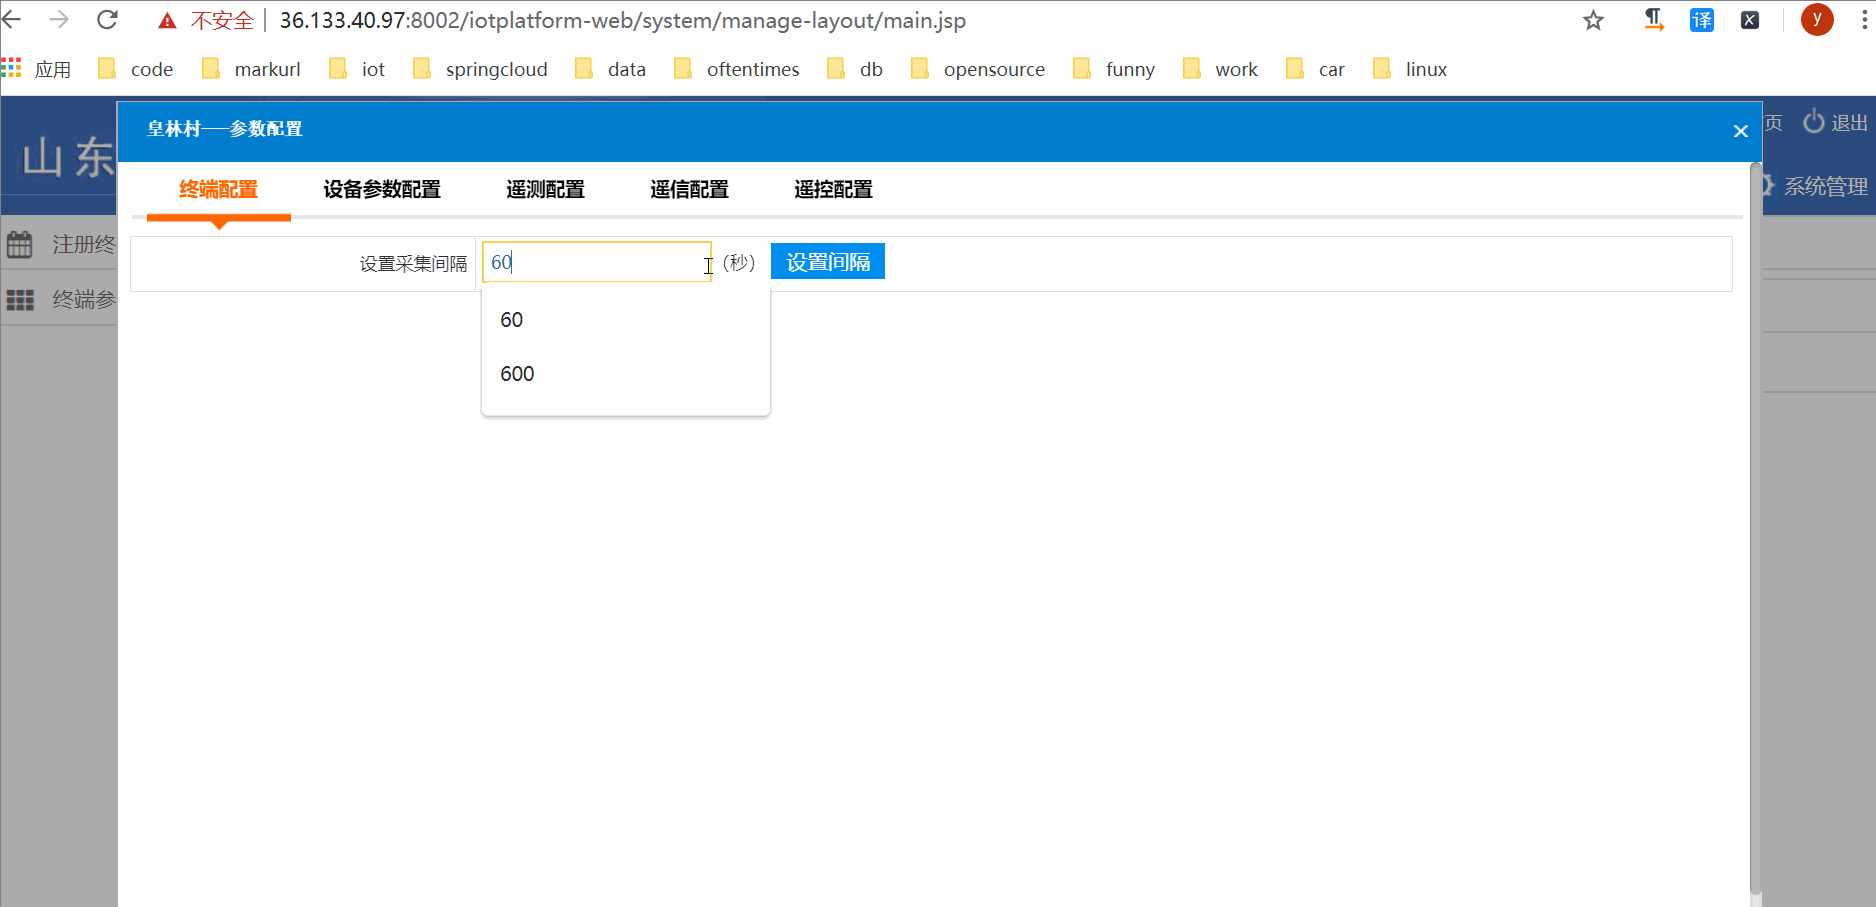 不安全 36.133.40.97:8002/iotplatform-web/system/manage-layout/main.jsp 译 X y
应用 code markurl iot springcloud data oftentimes db opensource funny work car linux
皇林村——参数配置
页 退出
山东
系统管理
终端配置 设备参数配置 遥测配置 遥信配置 遥控配置
注册终
设置采集间隔 60 (秒) 设置间隔
终端参
60
600